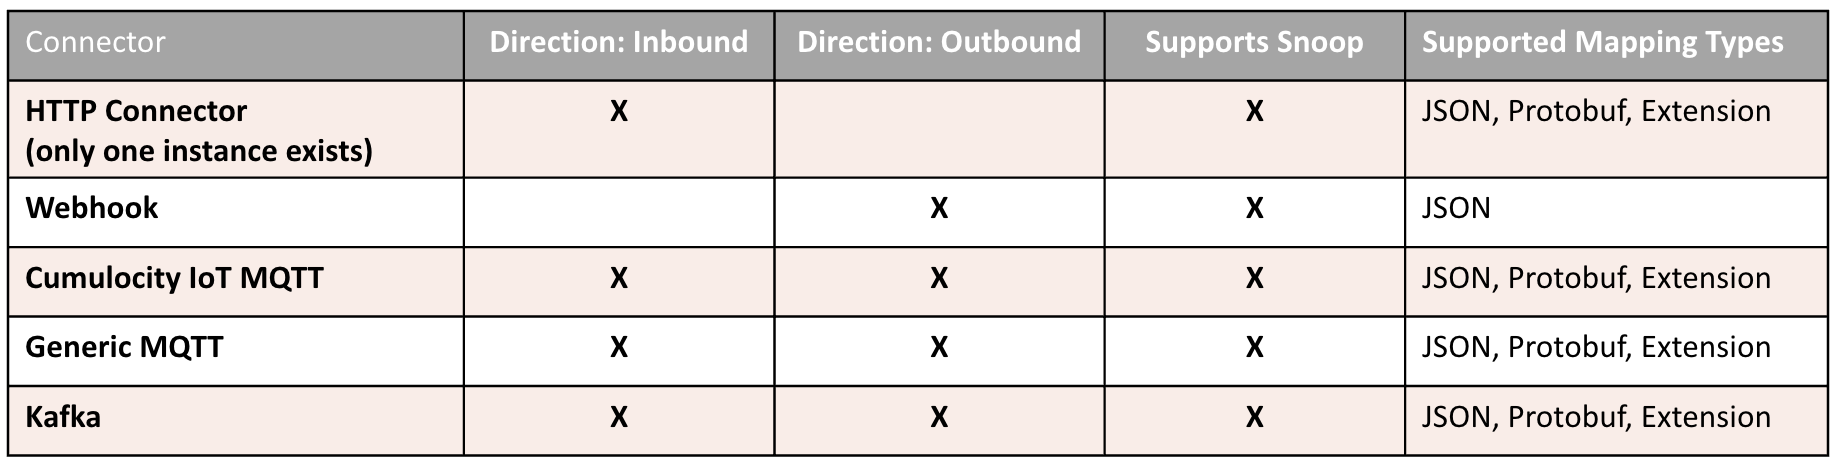 Connector Direction: Inbound Direction: Outbound Supports Snoop Supported Mapping Types
HTTP Connector X X JSON, Protobuf, Extension
(only one instance exists)
Webhook X X JSON
Cumulocity IoT MQTT X X X JSON, Protobuf, Extension
Generic MQTT X X X JSON, Protobuf, Extension
Kafka X X X JSON, Protobuf, Extension